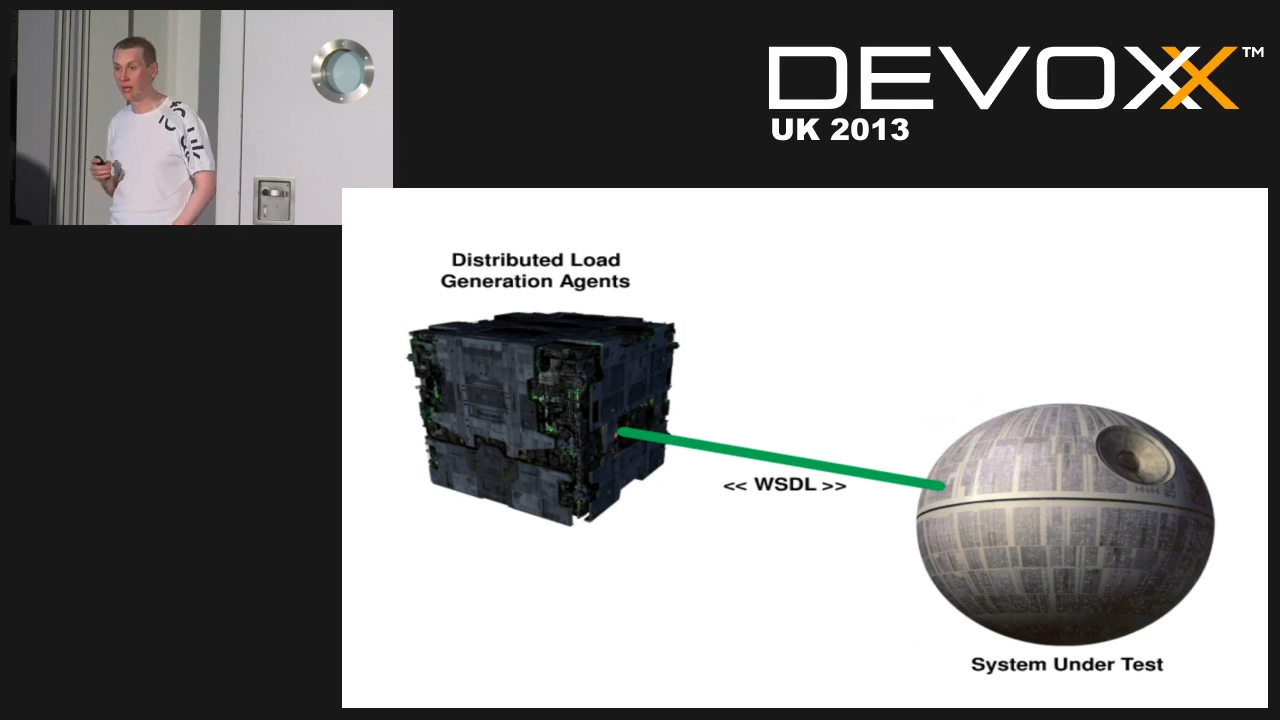 DEVOXX™
UK 2013
Distributed Load
Generation Agents
<< WSDL >>
System Under Test